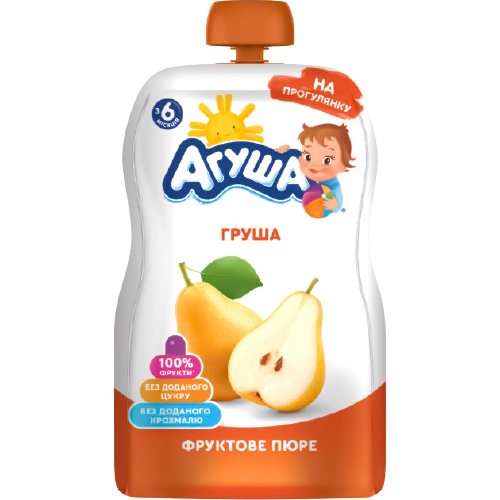 НА
ПРОГУЛЯНКУ
З 6
МІСЯЦІВ
АГУША
ГРУША
100%
ФРУКТИ
БЕЗ ДОДАНОГО
ЦУКРУ
БЕЗ ДОДАНОГО
КРОХМАЛЮ
ФРУКТОВЕ ПЮРЕ